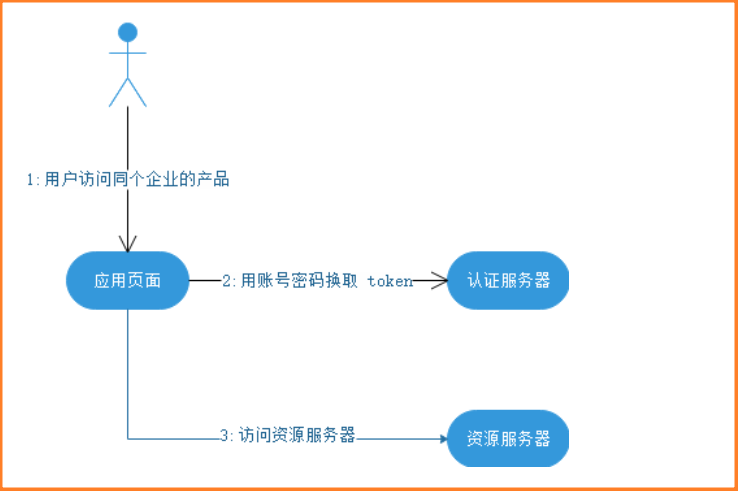 1:用户访问同个企业的产品
应用页面
2:用账号密码换取 token
认证服务器
3:访问资源服务器
资源服务器